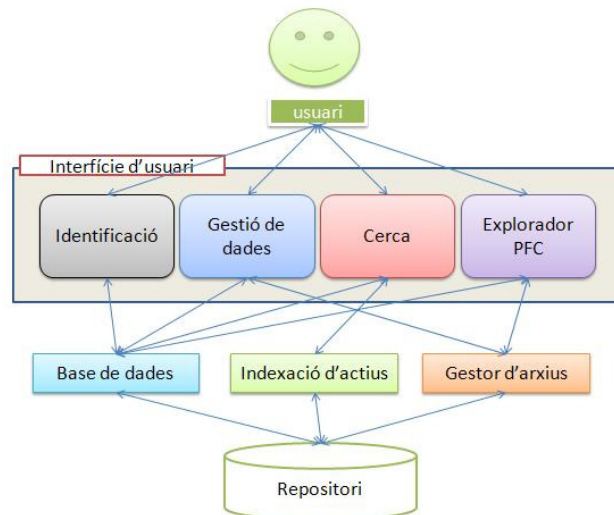 usuari
Interfície d'usuari
Identificació
Gestió de
dades
Cerca
Explorador
PFC
Base de dades
Indexació d'actius
Gestor d'arxius
Repositori